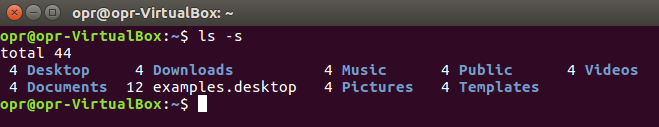 opr@opr-VirtualBox: ~
opr@opr-VirtualBox:~$ ls -s
total 44
 4 Desktop     4 Downloads          4 Music     4 Public     4 Videos
 4 Documents  12 examples.desktop   4 Pictures  4 Templates
opr@opr-VirtualBox:~$